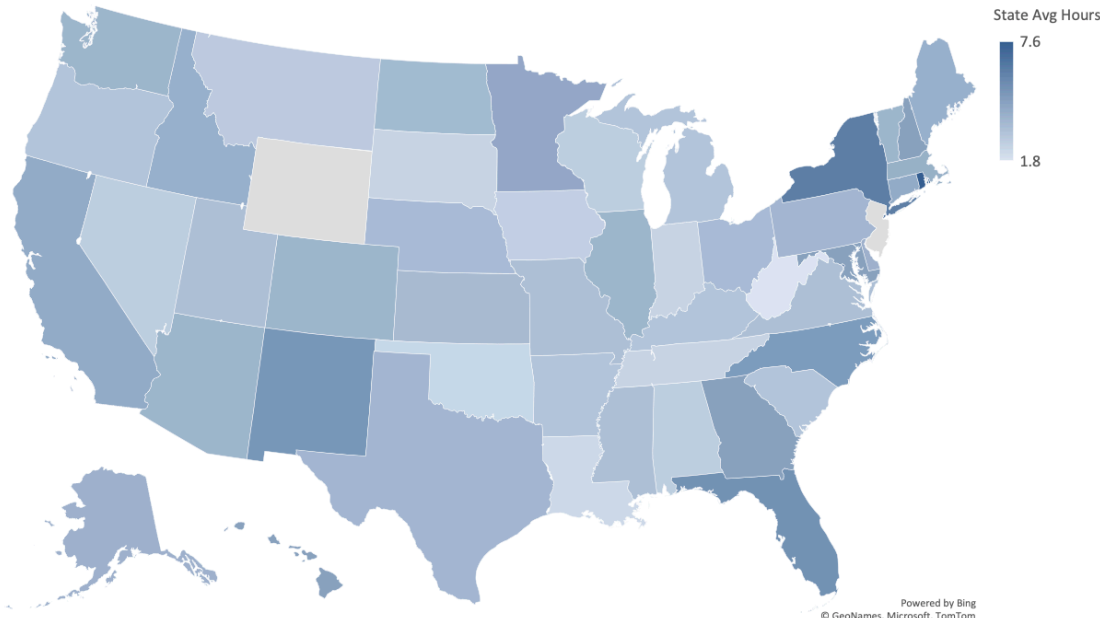 State Avg Hours
7.6
1.8
Powered by Bing
© GeoNames, Microsoft, TomTom